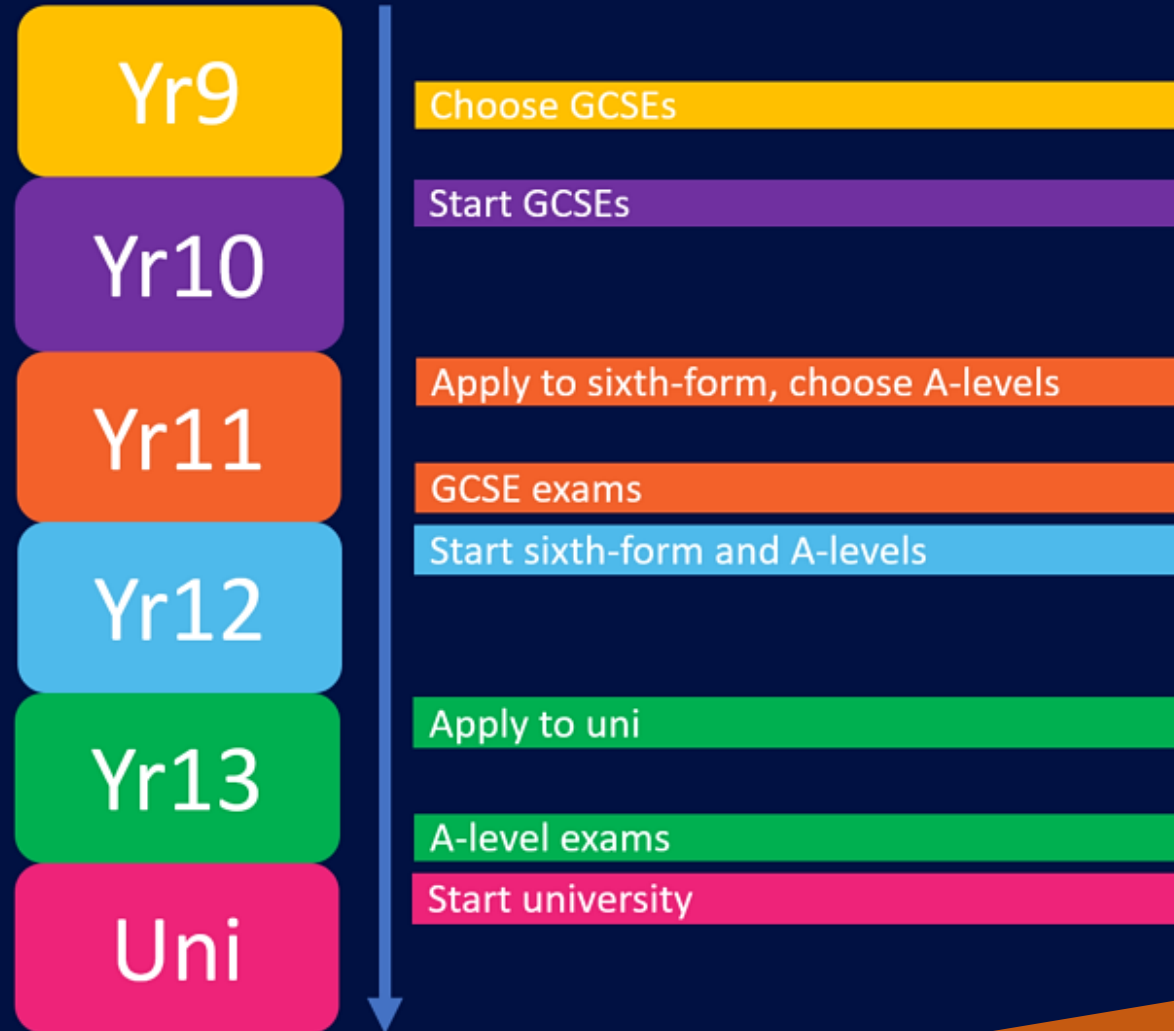 Yr9
Choose GCSEs
Yr10
Start GCSEs
Yr11
Apply to sixth-form, choose A-levels
GCSE exams
Yr12
Start sixth-form and A-levels
Yr13
Apply to uni
A-level exams
Uni
Start university